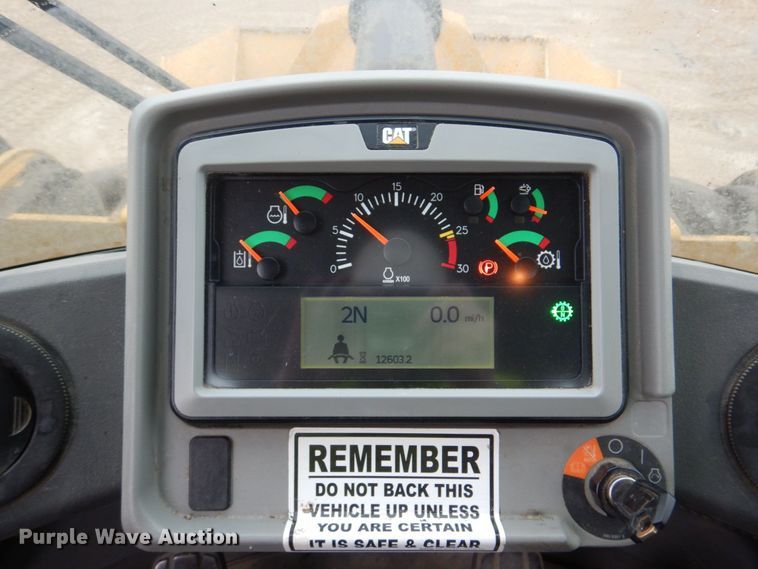 CAT
0
5
10
15
20
25
30
X100
P
2N 0.0 mi/h
12603.2
REMEMBER
DO NOT BACK THIS
VEHICLE UP UNLESS
YOU ARE CERTAIN
IT IS SAFE & CLEAR
Purple Wave Auction